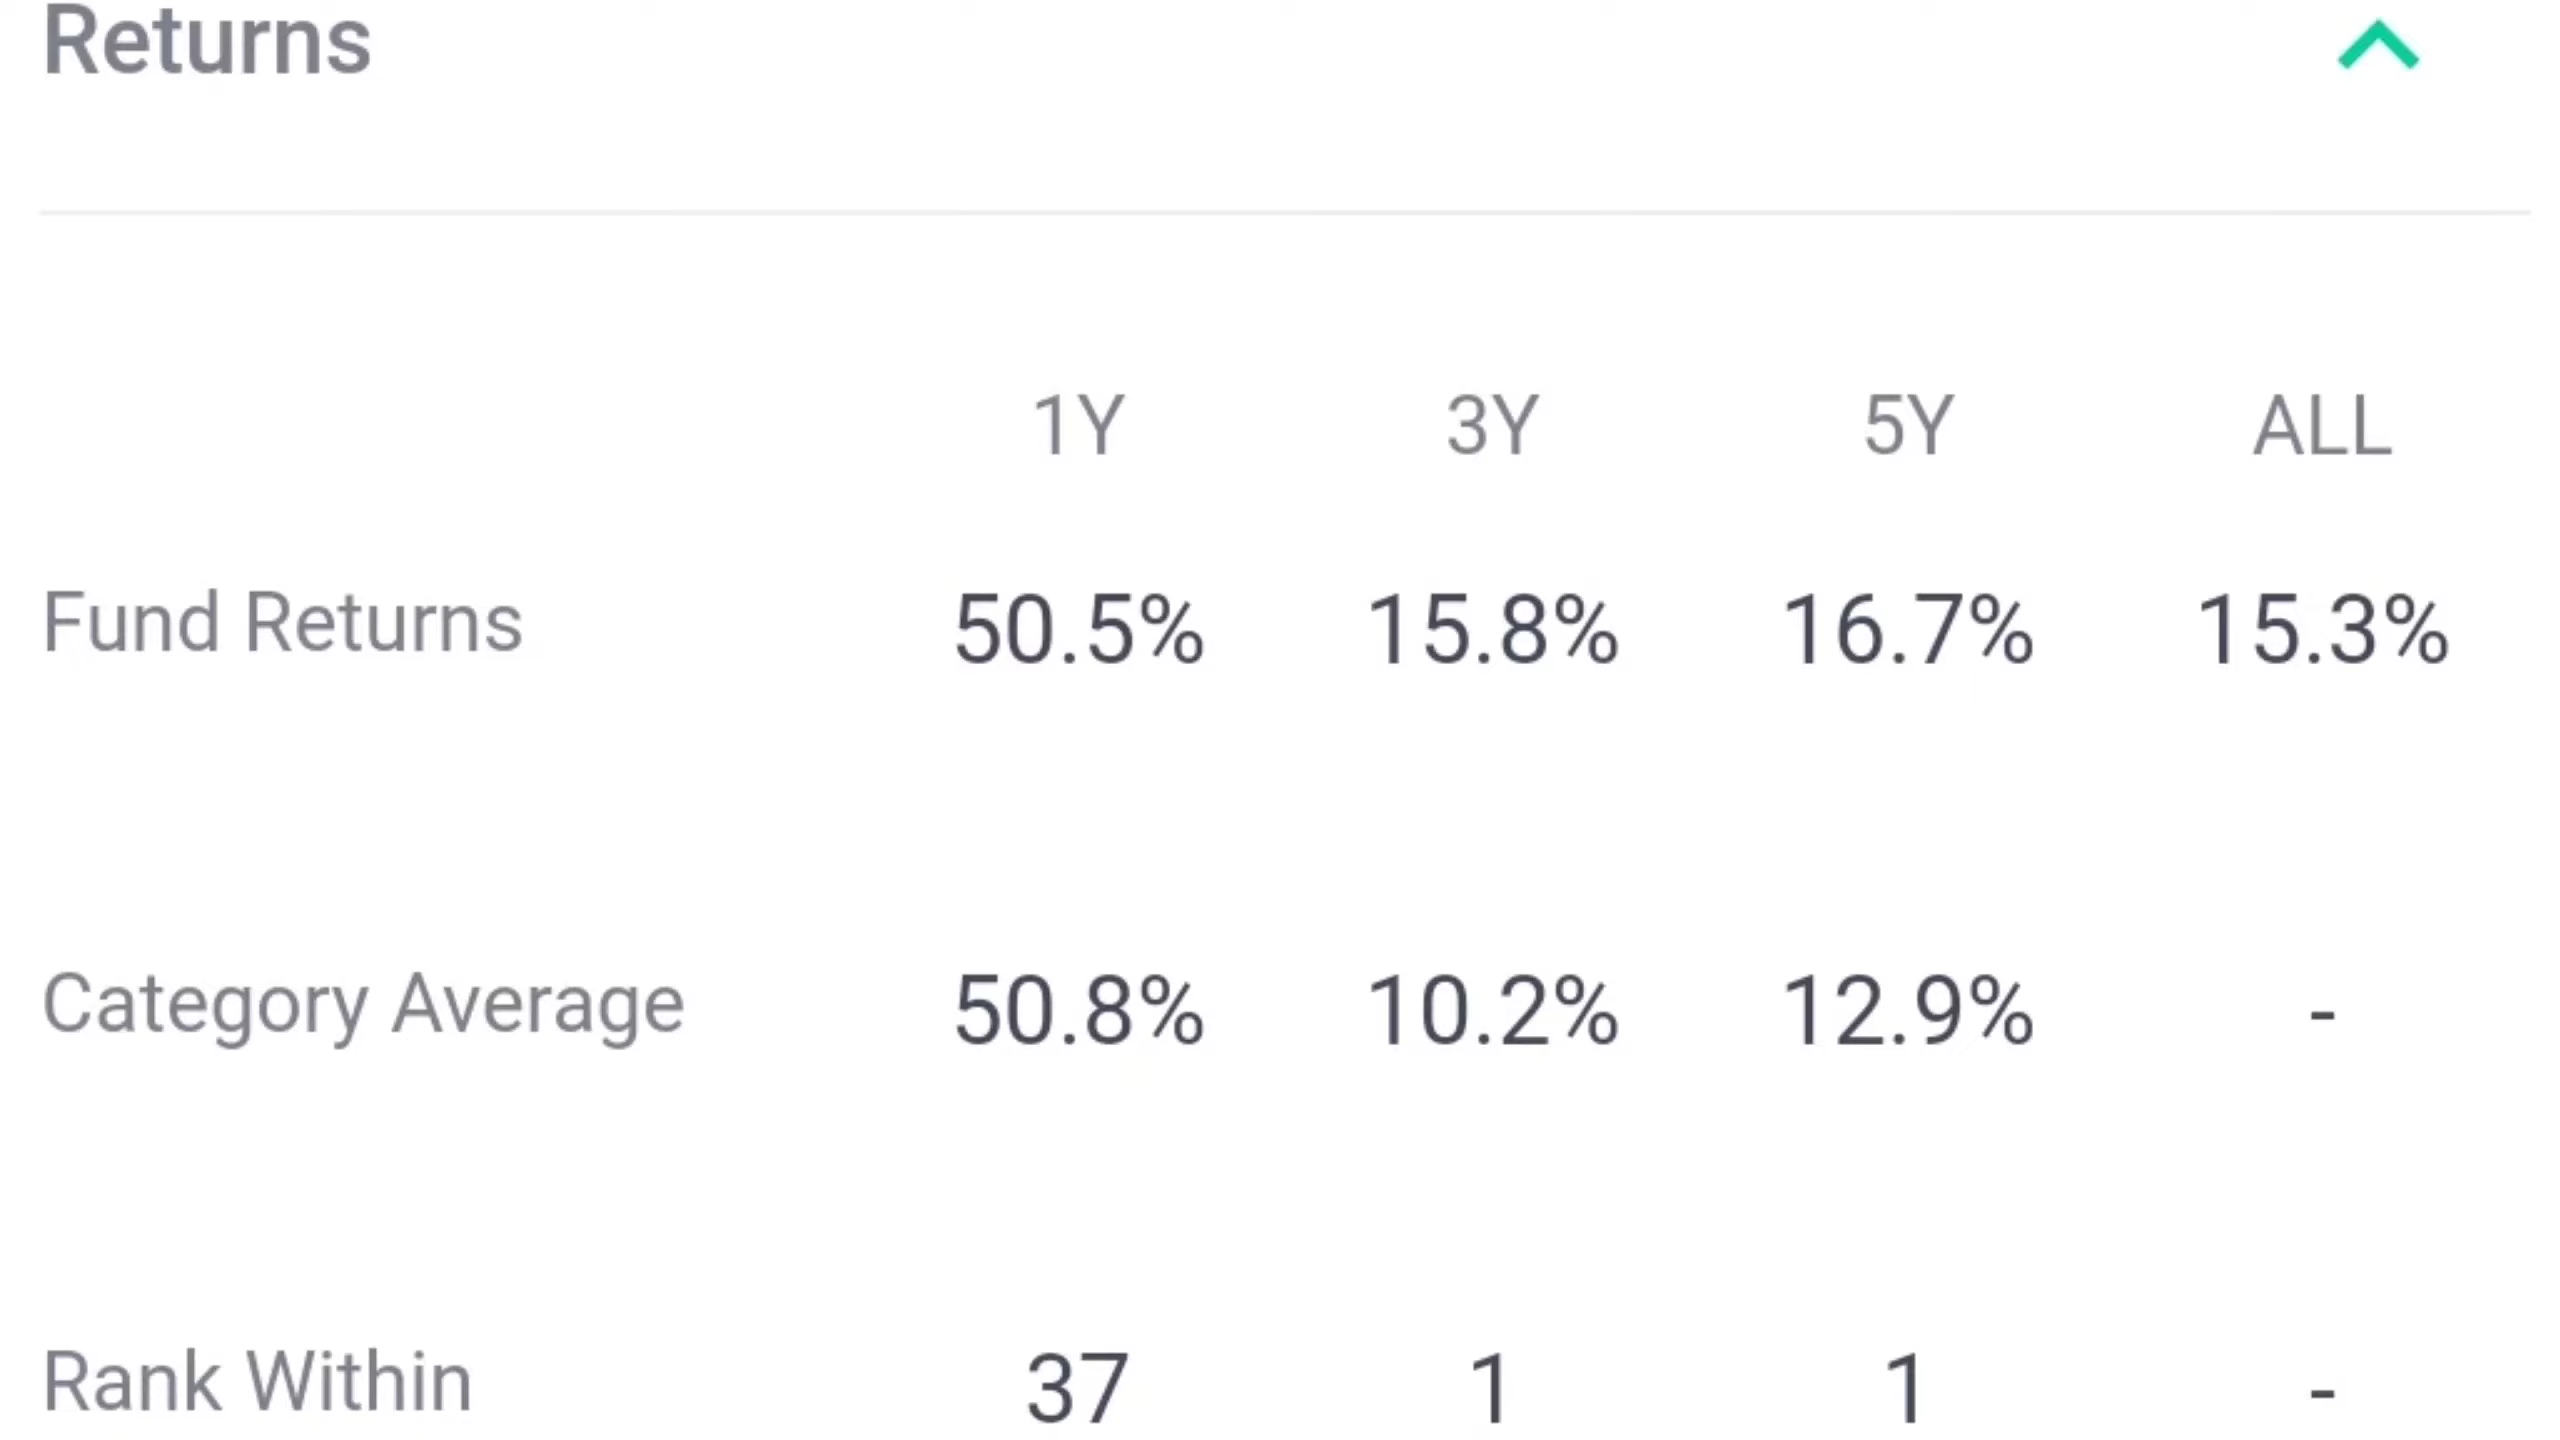 Returns
1Y 3Y 5Y ALL
Fund Returns 50.5% 15.8% 16.7% 15.3%
Category Average 50.8% 10.2% 12.9% -
Rank Within 37 1 1 -